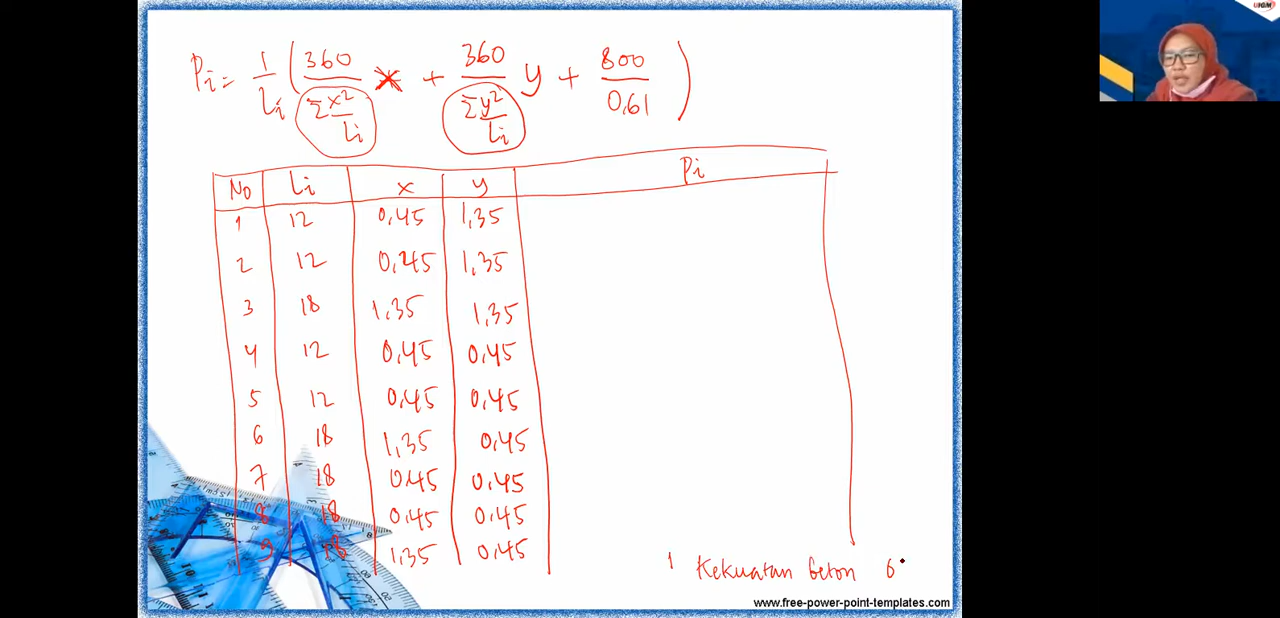 UIGM
Pi = 1/Li ( 360/(Σx²/Li) x + 360/(Σy²/Li) y + 800/0,61 )
No Li x y Pi
1 12 0,45 1,35
2 12 0,45 1,35
3 18 1,35 1,35
4 12 0,45 0,45
5 12 0,45 0,45
6 18 1,35 0,45
7 18 0,45 0,45
8 18 0,45 0,45
9 18 1,35 0,45
1 Kekuatan beton 6
www.free-power-point-templates.com